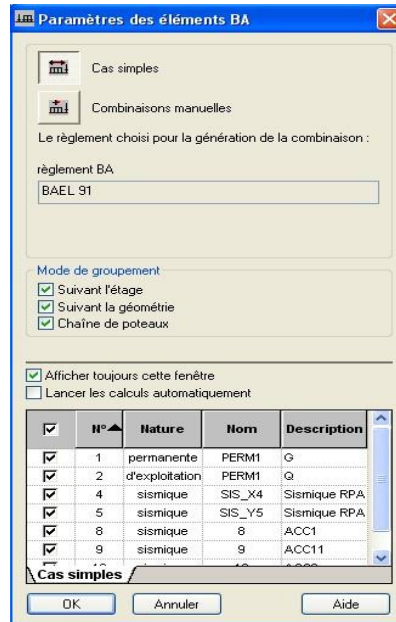 Paramètres des éléments BA
Cas simples
Combinaisons manuelles
Le règlement choisi pour la génération de la combinaison :
règlement BA
BAEL 91
Mode de groupement
Suivant l'étage
Suivant la géométrie
Chaîne de poteaux
Afficher toujours cette fenêtre
Lancer les calculs automatiquement
N° Nature Nom Description
1 permanente PERM1 G
2 d'exploitation PERM1 Q
4 sismique SIS_X4 Sismique RPA
5 sismique SIS_Y5 Sismique RPA
8 sismique 8 ACC1
9 sismique 9 ACC11
Cas simples
OK Annuler Aide